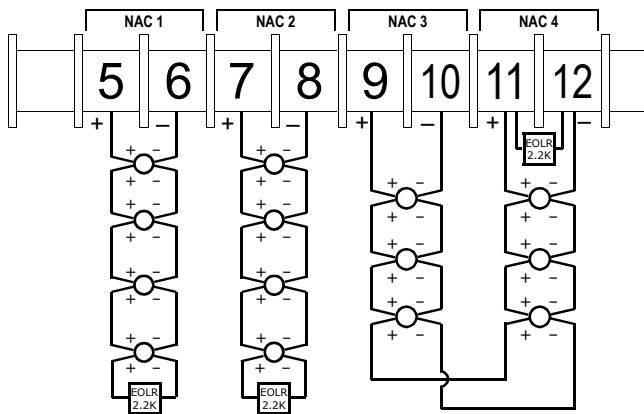 NAC 1 NAC 2 NAC 3 NAC 4
5 6 7 8 9 10 11 12
+ − + − + − + −
EOLR
2.2K
+ − + −
+ − + −
+ − + −
+ − + −
+ − + −
+ − + −
+ − + −
+ − + −
+ − + −
+ − + −
+ − + −
+ − + −
+ − + −
+ − + −
EOLR EOLR
2.2K 2.2K